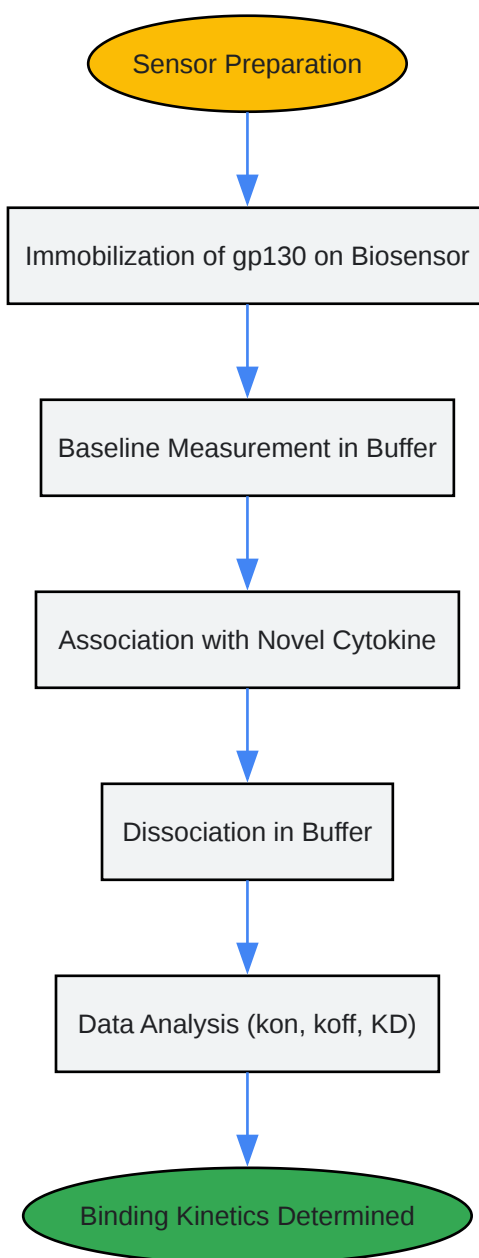 Sensor Preparation
Immobilization of gp130 on Biosensor
Baseline Measurement in Buffer
Association with Novel Cytokine
Dissociation in Buffer
Data Analysis (kon, koff, KD)
Binding Kinetics Determined